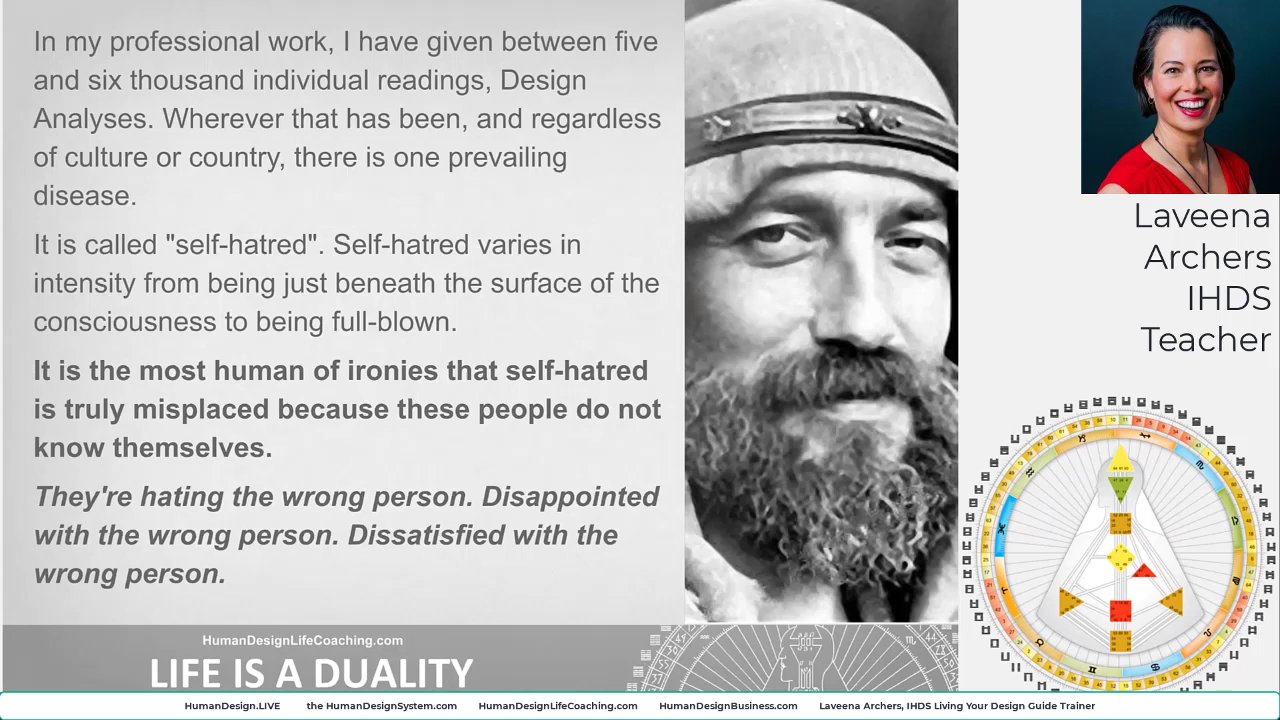 In my professional work, I have given between five
and six thousand individual readings, Design
Analyses. Wherever that has been, and regardless
of culture or country, there is one prevailing
disease.
It is called "self-hatred". Self-hatred varies in
intensity from being just beneath the surface of the
consciousness to being full-blown.
It is the most human of ironies that self-hatred
is truly misplaced because these people do not
know themselves.
They're hating the wrong person. Disappointed
with the wrong person. Dissatisfied with the
wrong person.
HumanDesignLifeCoaching.com
LIFE IS A DUALITY
Laveena
Archers
IHDS
Teacher
HumanDesign.LIVE the HumanDesignSystem.com HumanDesignLifeCoaching.com HumanDesignBusiness.com Laveena Archers, IHDS Living Your Design Guide Trainer